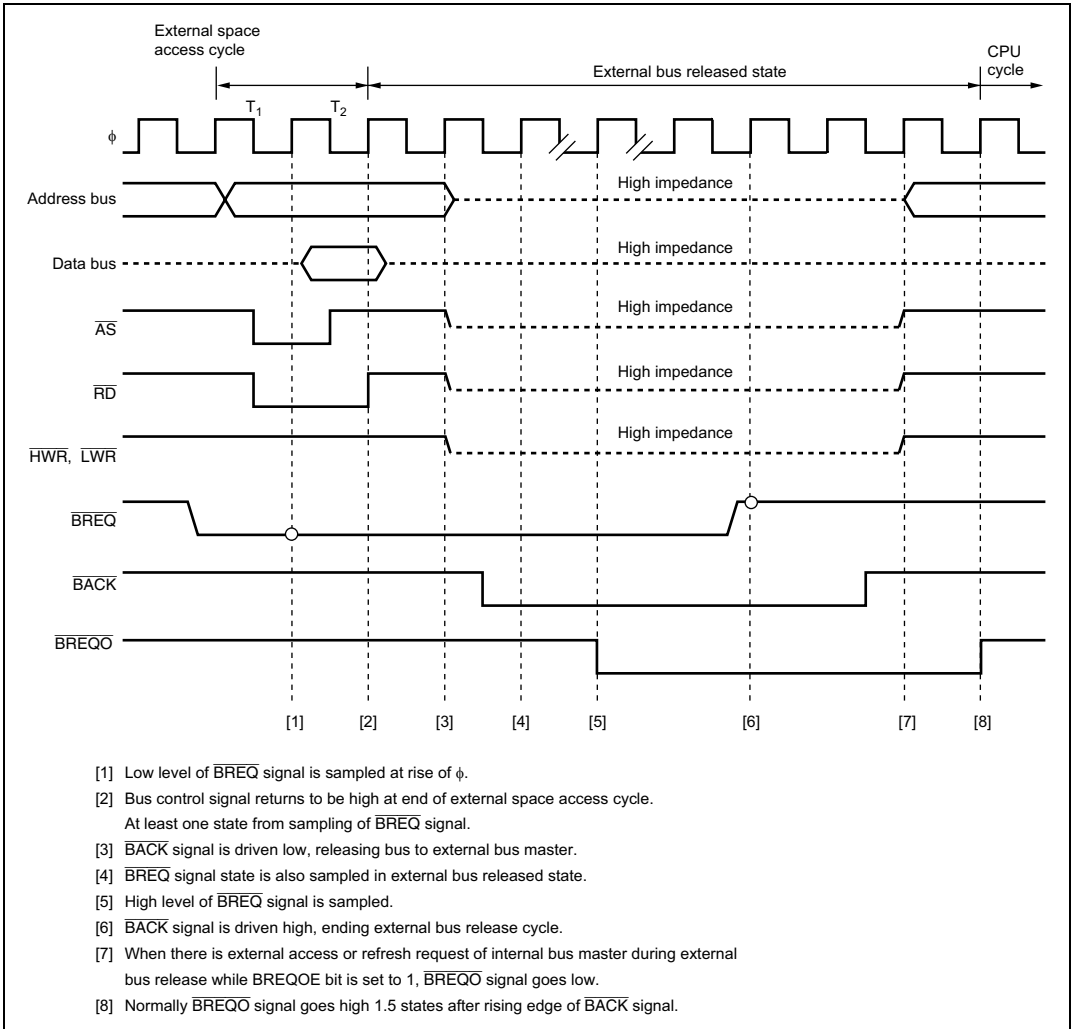 External space
access cycle
External bus released state
CPU
cycle
T1
T2
ϕ
Address bus
High impedance
Data bus
High impedance
AS
High impedance
RD
High impedance
HWR, LWR
High impedance
BREQ
BACK
BREQO
[1] [2] [3] [4] [5] [6] [7] [8]
[1] Low level of BREQ signal is sampled at rise of ϕ.
[2] Bus control signal returns to be high at end of external space access cycle.
At least one state from sampling of BREQ signal.
[3] BACK signal is driven low, releasing bus to external bus master.
[4] BREQ signal state is also sampled in external bus released state.
[5] High level of BREQ signal is sampled.
[6] BACK signal is driven high, ending external bus release cycle.
[7] When there is external access or refresh request of internal bus master during external
bus release while BREQOE bit is set to 1, BREQO signal goes low.
[8] Normally BREQO signal goes high 1.5 states after rising edge of BACK signal.